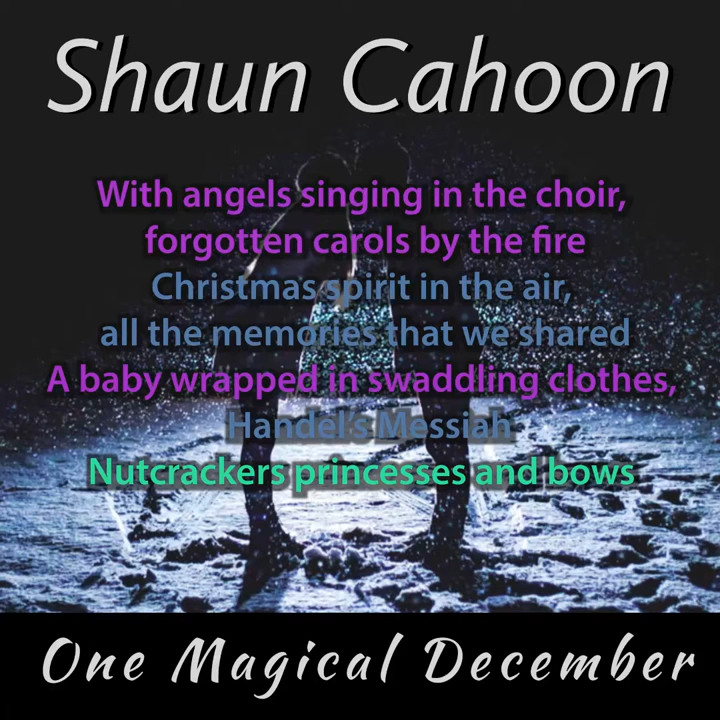 Shaun Cahoon
With angels singing in the choir,
forgotten carols by the fire
Christmas spirit in the air,
all the memories that we shared
A baby wrapped in swaddling clothes,
Handel's Messiah
Nutcrackers princesses and bows
One Magical December